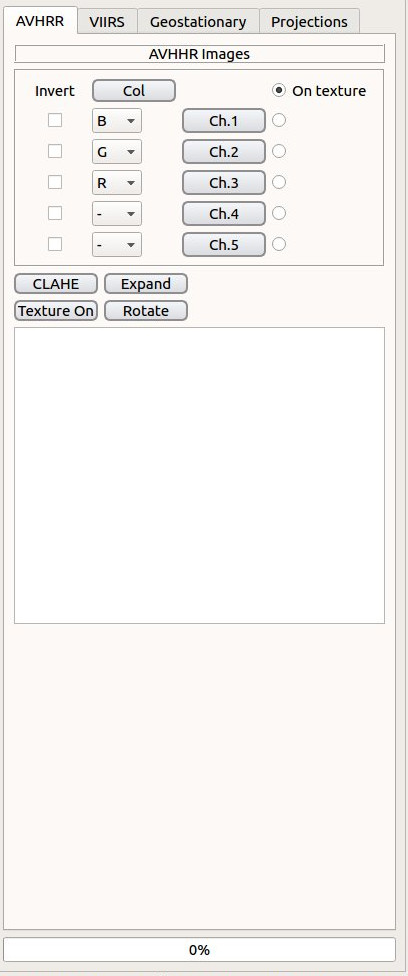 AVHRR VIIRS Geostationary Projections
AVHHR Images
Invert Col On texture
B Ch.1
G Ch.2
R Ch.3
- Ch.4
- Ch.5
CLAHE Expand
Texture On Rotate
0%